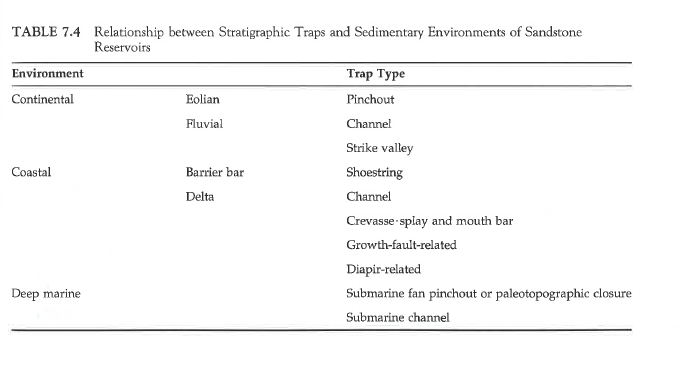 TABLE 7.4 Relationship between Stratigraphic Traps and Sedimentary Environments of Sandstone
Reservoirs
Environment Trap Type
Continental Eolian Pinchout
Fluvial Channel
Strike valley
Coastal Barrier bar Shoestring
Delta Channel
Crevasse-splay and mouth bar
Growth-fault-related
Diapir-related
Deep marine Submarine fan pinchout or paleotopographic closure
Submarine channel